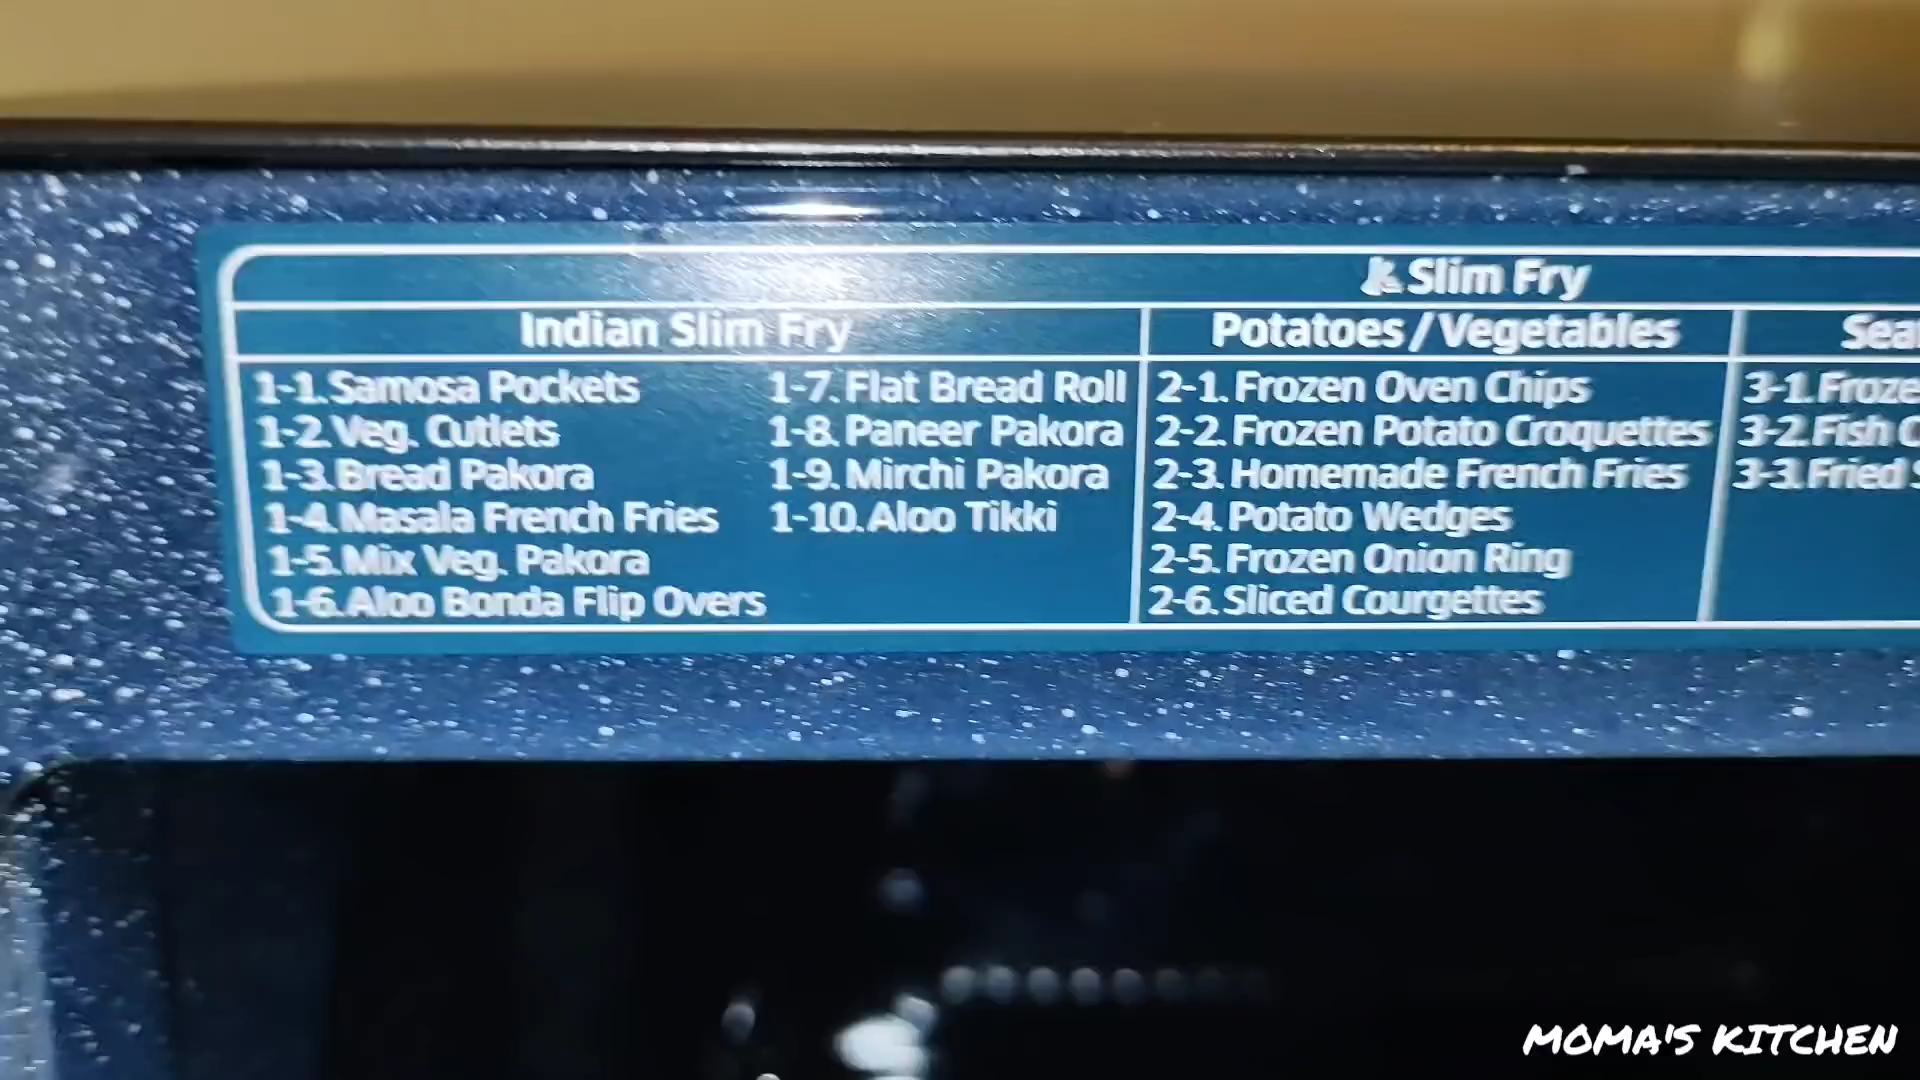 Slim Fry
Indian Slim Fry
1-1. Samosa Pockets
1-2. Veg. Cutlets
1-3. Bread Pakora
1-4. Masala French Fries
1-5. Mix Veg. Pakora
1-6. Aloo Bonda Flip Overs
1-7. Flat Bread Roll
1-8. Paneer Pakora
1-9. Mirchi Pakora
1-10. Aloo Tikki
Potatoes / Vegetables
2-1. Frozen Oven Chips
2-2. Frozen Potato Croquettes
2-3. Homemade French Fries
2-4. Potato Wedges
2-5. Frozen Onion Ring
2-6. Sliced Courgettes
3-1.
3-2. Fish
3-3. Fried
MOMA'S KITCHEN